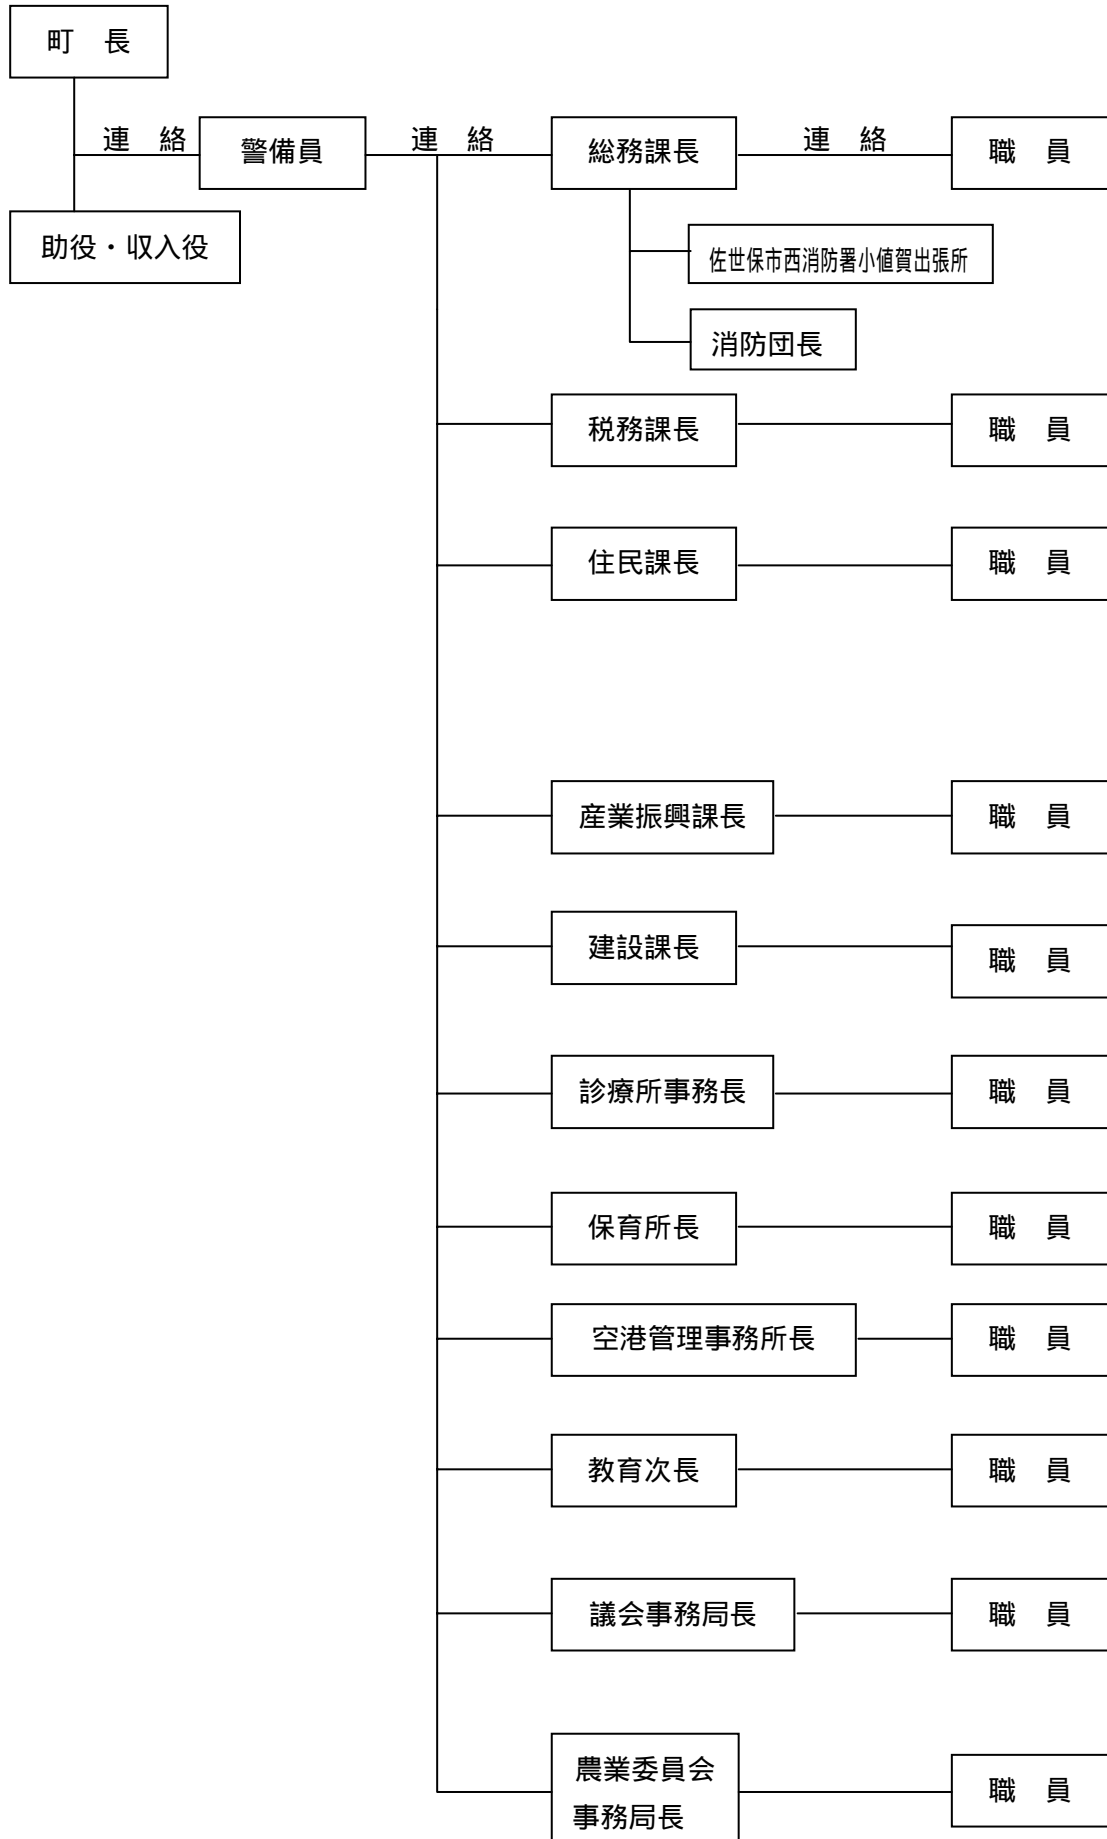 町　長
連　絡
警備員
連　絡
総務課長
連　絡
職　員
助役・収入役
佐世保市西消防署小値賀出張所
消防団長
税務課長
職　員
住民課長
職　員
産業振興課長
職　員
建設課長
職　員
診療所事務長
職　員
保育所長
職　員
空港管理事務所長
職　員
教育次長
職　員
議会事務局長
職　員
農業委員会
事務局長
職　員